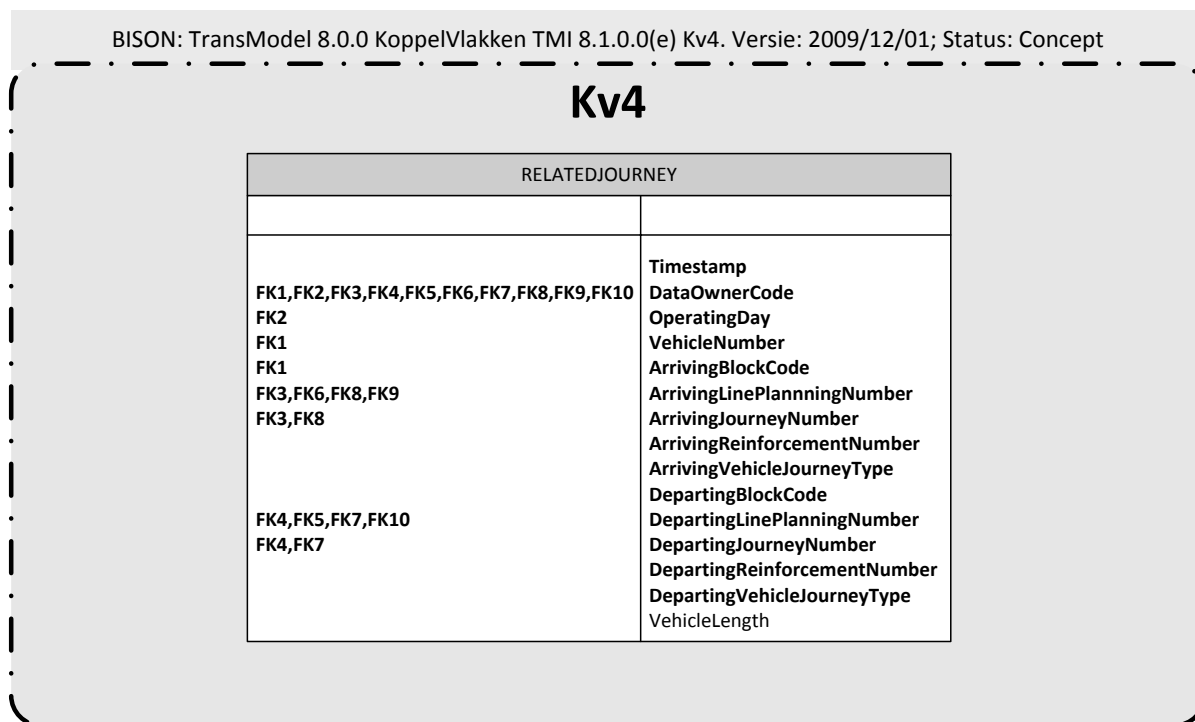 BISON: TransModel 8.0.0 KoppelVlakken TMI 8.1.0.0(e) Kv4. Versie: 2009/12/01; Status: Concept
Kv4
RELATEDJOURNEY
Timestamp
FK1,FK2,FK3,FK4,FK5,FK6,FK7,FK8,FK9,FK10 DataOwnerCode
FK2 OperatingDay
FK1 VehicleNumber
FK1 ArrivingBlockCode
FK3,FK6,FK8,FK9 ArrivingLinePlannningNumber
FK3,FK8 ArrivingJourneyNumber
ArrivingReinforcementNumber
ArrivingVehicleJourneyType
DepartingBlockCode
FK4,FK5,FK7,FK10 DepartingLinePlanningNumber
FK4,FK7 DepartingJourneyNumber
DepartingReinforcementNumber
DepartingVehicleJourneyType
VehicleLength